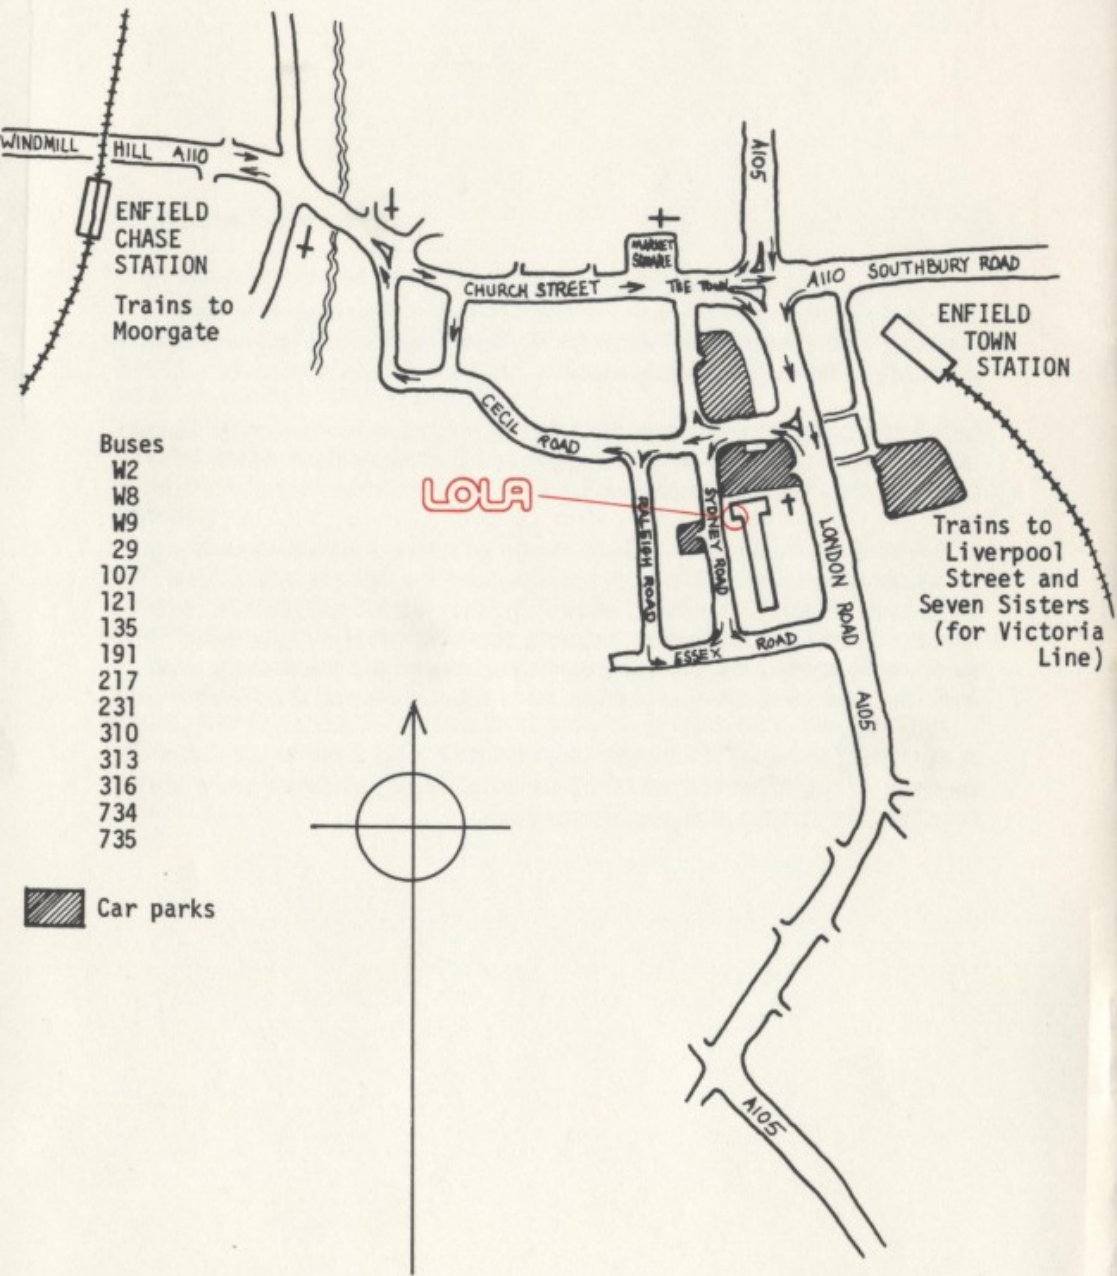 WINDMILL HILL A110
A105
ENFIELD
CHASE
STATION
Trains to
Moorgate
MARKET
SQUARE
CHURCH STREET
THE TOWN
A110 SOUTHBURY ROAD
ENFIELD
TOWN
STATION
CECIL ROAD
Buses
W2
W8
W9
29
107
121
135
191
217
231
310
313
316
734
735
LOLA
RALEIGH ROAD
SYDNEY ROAD
LONDON ROAD
Trains to
Liverpool
Street and
Seven Sisters
(for Victoria
Line)
ESSEX ROAD
A105
Car parks
A105